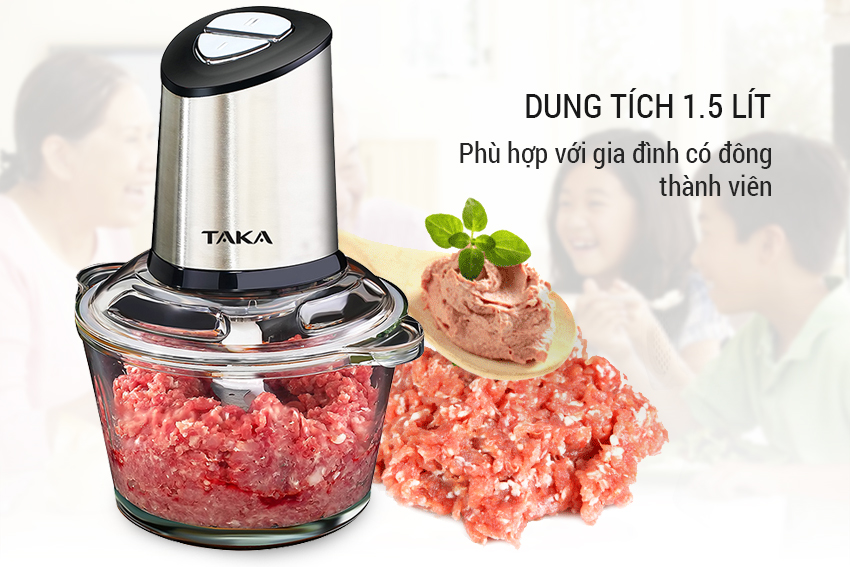 DUNG TÍCH 1.5 LÍT
Phù hợp với gia đình có đông
thành viên
TAKA